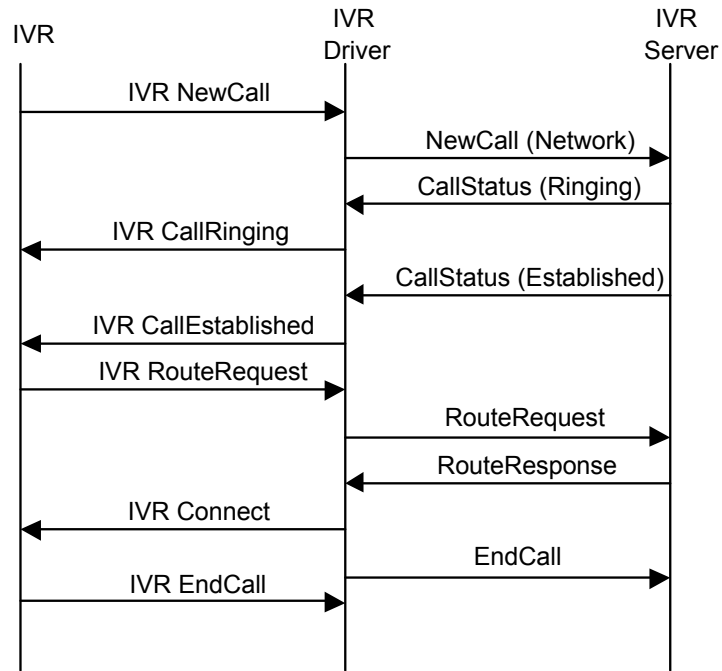 IVR
IVR
Driver
IVR
Server
IVR NewCall
NewCall (Network)
CallStatus (Ringing)
IVR CallRinging
CallStatus (Established)
IVR CallEstablished
IVR RouteRequest
RouteRequest
RouteResponse
IVR Connect
EndCall
IVR EndCall